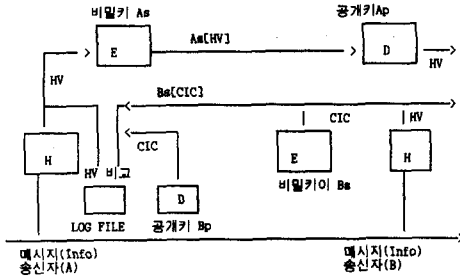 비밀키 As
공개키Ap
E
As[HV]
D
HV
HV
Bs[CIC]
CIC
HV
CIC
H
E
H
HV 비교
비밀키이 Bs
D
LOG FILE
공개키 Bp
메시지(Info)
송신자(A)
메시지(Info)
송신자(B)